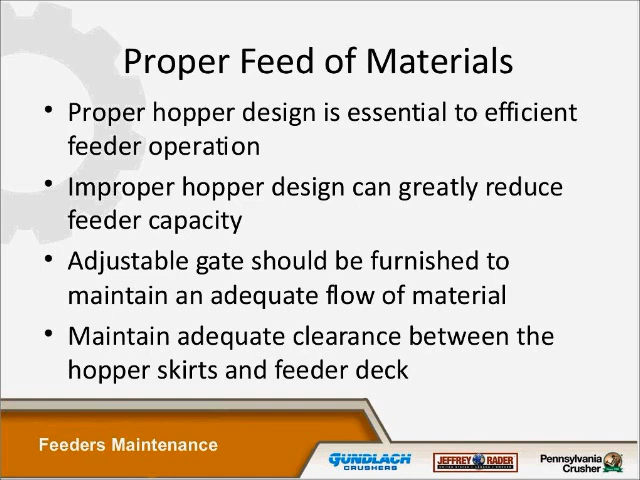 Proper Feed of Materials
• Proper hopper design is essential to efficient
feeder operation
• Improper hopper design can greatly reduce
feeder capacity
• Adjustable gate should be furnished to
maintain an adequate flow of material
• Maintain adequate clearance between the
hopper skirts and feeder deck
Feeders Maintenance
GUNDLACH
CRUSHERS
JEFFREY RADER
Pennsylvania
Crusher